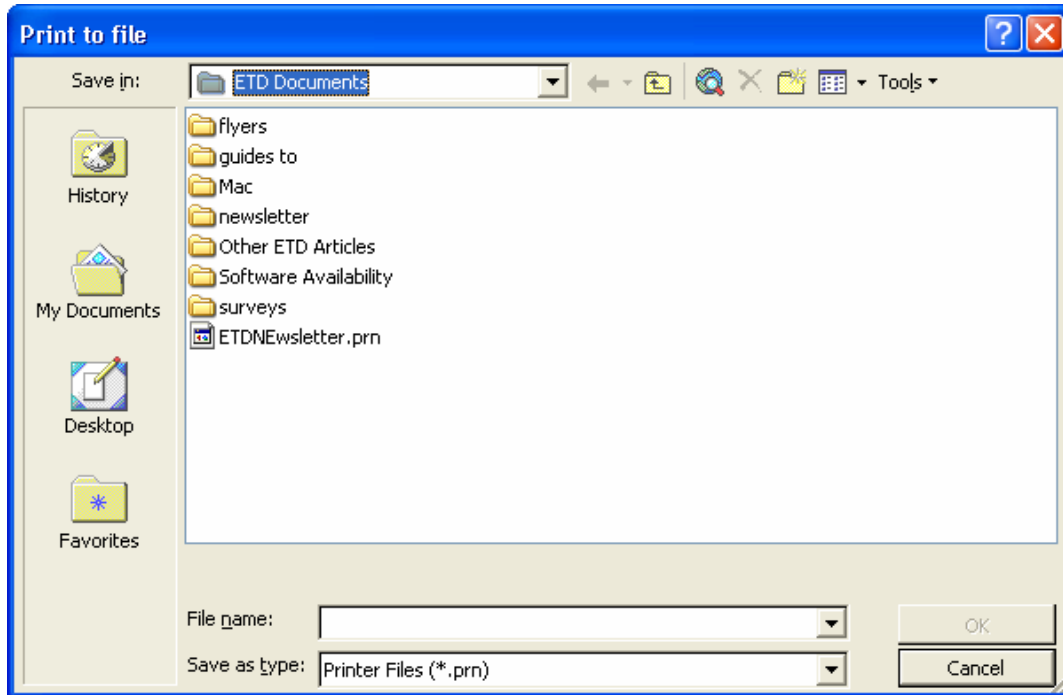 Print to file
Save in:
ETD Documents
Tools
History
My Documents
Desktop
Favorites
flyers
guides to
Mac
newsletter
Other ETD Articles
Software Availability
surveys
ETDNEwsletter.prn
File name:
OK
Save as type:
Printer Files (*.prn)
Cancel